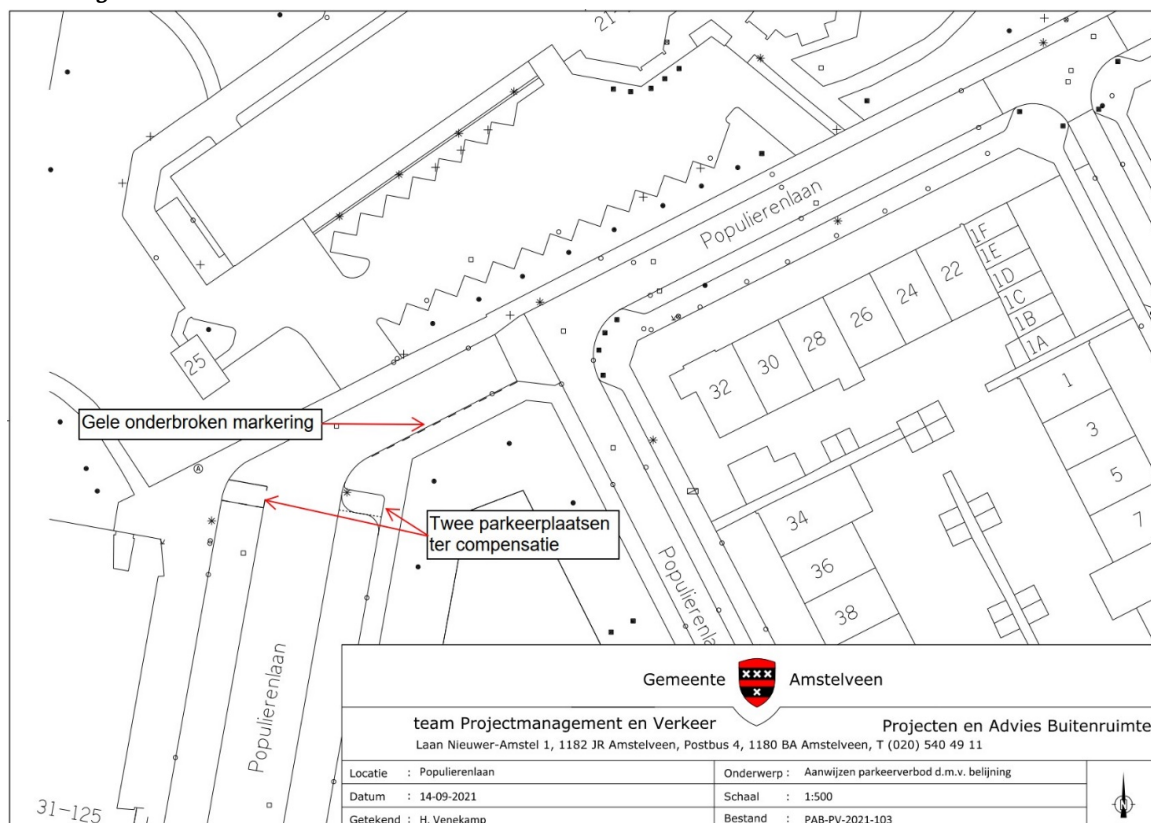 21
Populierenlaan
1F
1E
1D
1C
1B
1A
22
24
26
28
30
32
25
1
3
5
7
Gele onderbroken markering
A
Twee parkeerplaatsen
ter compensatie
34
36
38
Populierenla
Populierenlaan
31-125
Gemeente Amstelveen
team Projectmanagement en Verkeer Projecten en Advies Buitenruimte
Laan Nieuwer-Amstel 1, 1182 JR Amstelveen, Postbus 4, 1180 BA Amstelveen, T (020) 540 49 11
Locatie : Populierenlaan Onderwerp : Aanwijzen parkeerverbod d.m.v. belijning
Datum : 14-09-2021 Schaal : 1:500
Getekend : H. Venekamp Bestand : PAB-PV-2021-103